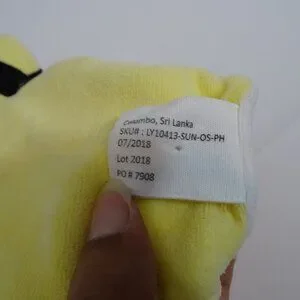 Colombo, Sri Lanka
SKU# : LY10413-SUN-OS-PH
07/2018
Lot 2018
PO # 7908